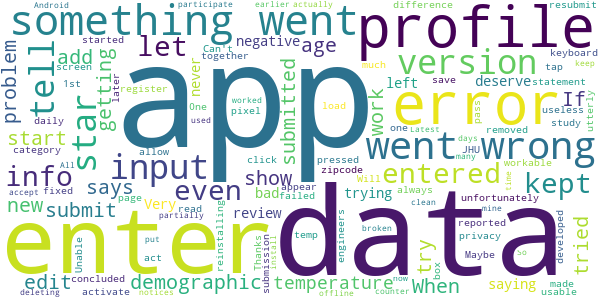 Android participate earlier actually difference resubmit
something went profile
started Can't together negative age keyboard
problem tell let add version tap
screen later 1st star getting never submitted left deserve statement
app error If
much save load pass useless utterly
daily register One worked pixel work one removed study
start input went wrong
category All used Latest days JHU many workable
info says allow even show click pressed zipcode entered kept
fixed bad appear trying Will always time unfortunately
new submit Very page read review failed clean try mine reported tried
accept partially reinstalling Thanks submission install temp engineers broken privacy developed so
enter data
Unable put act Maybe box
edit demographic temperature When saying made usable
concluded now
deleting activate notices offline counter keep